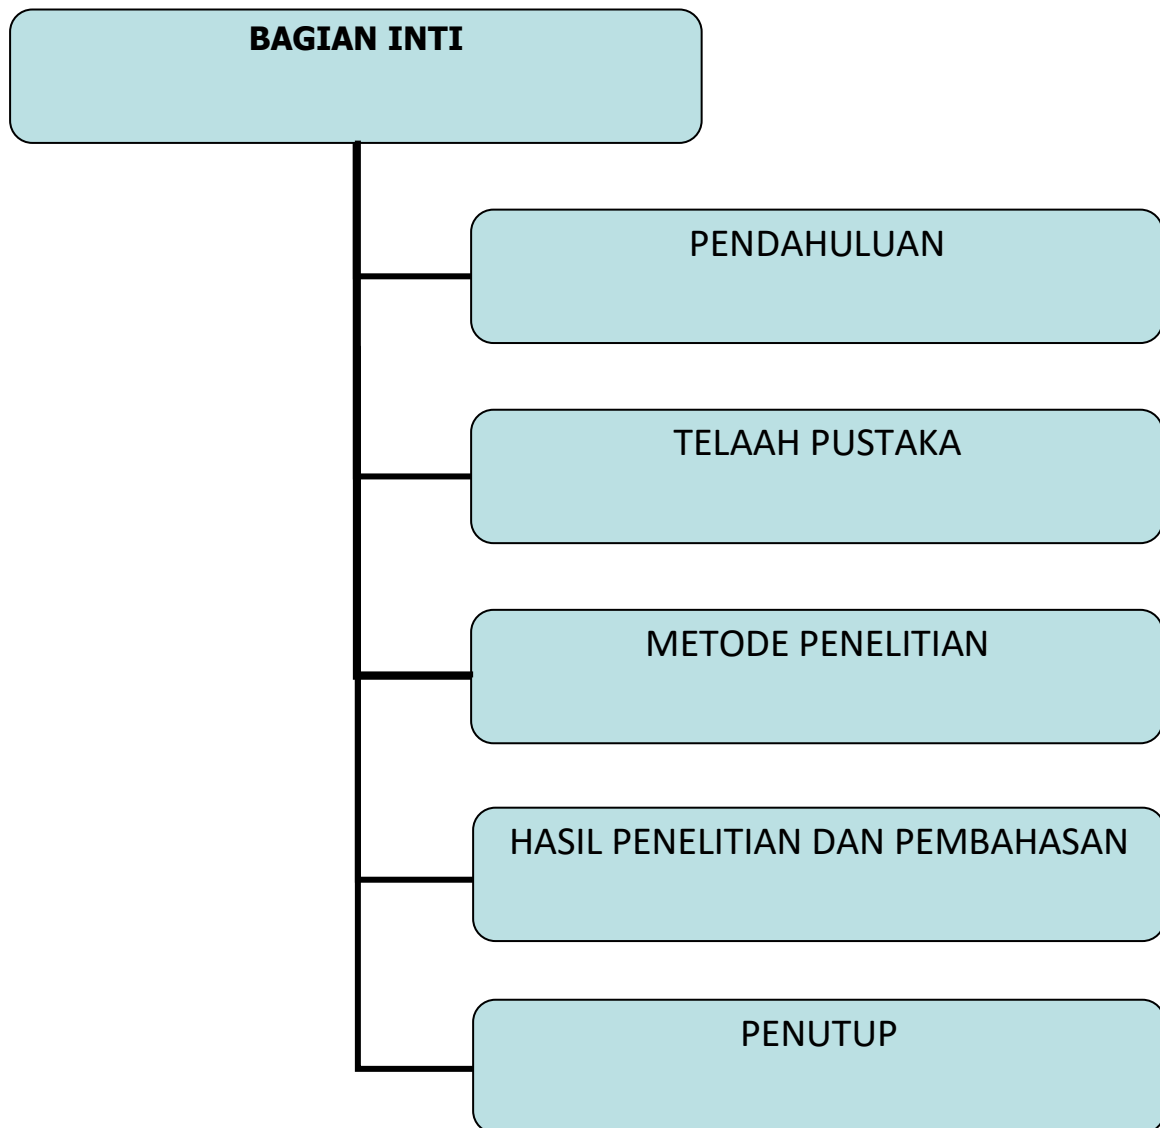 BAGIAN INTI
PENDAHULUAN
TELAAH PUSTAKA
METODE PENELITIAN
HASIL PENELITIAN DAN PEMBAHASAN
PENUTUP